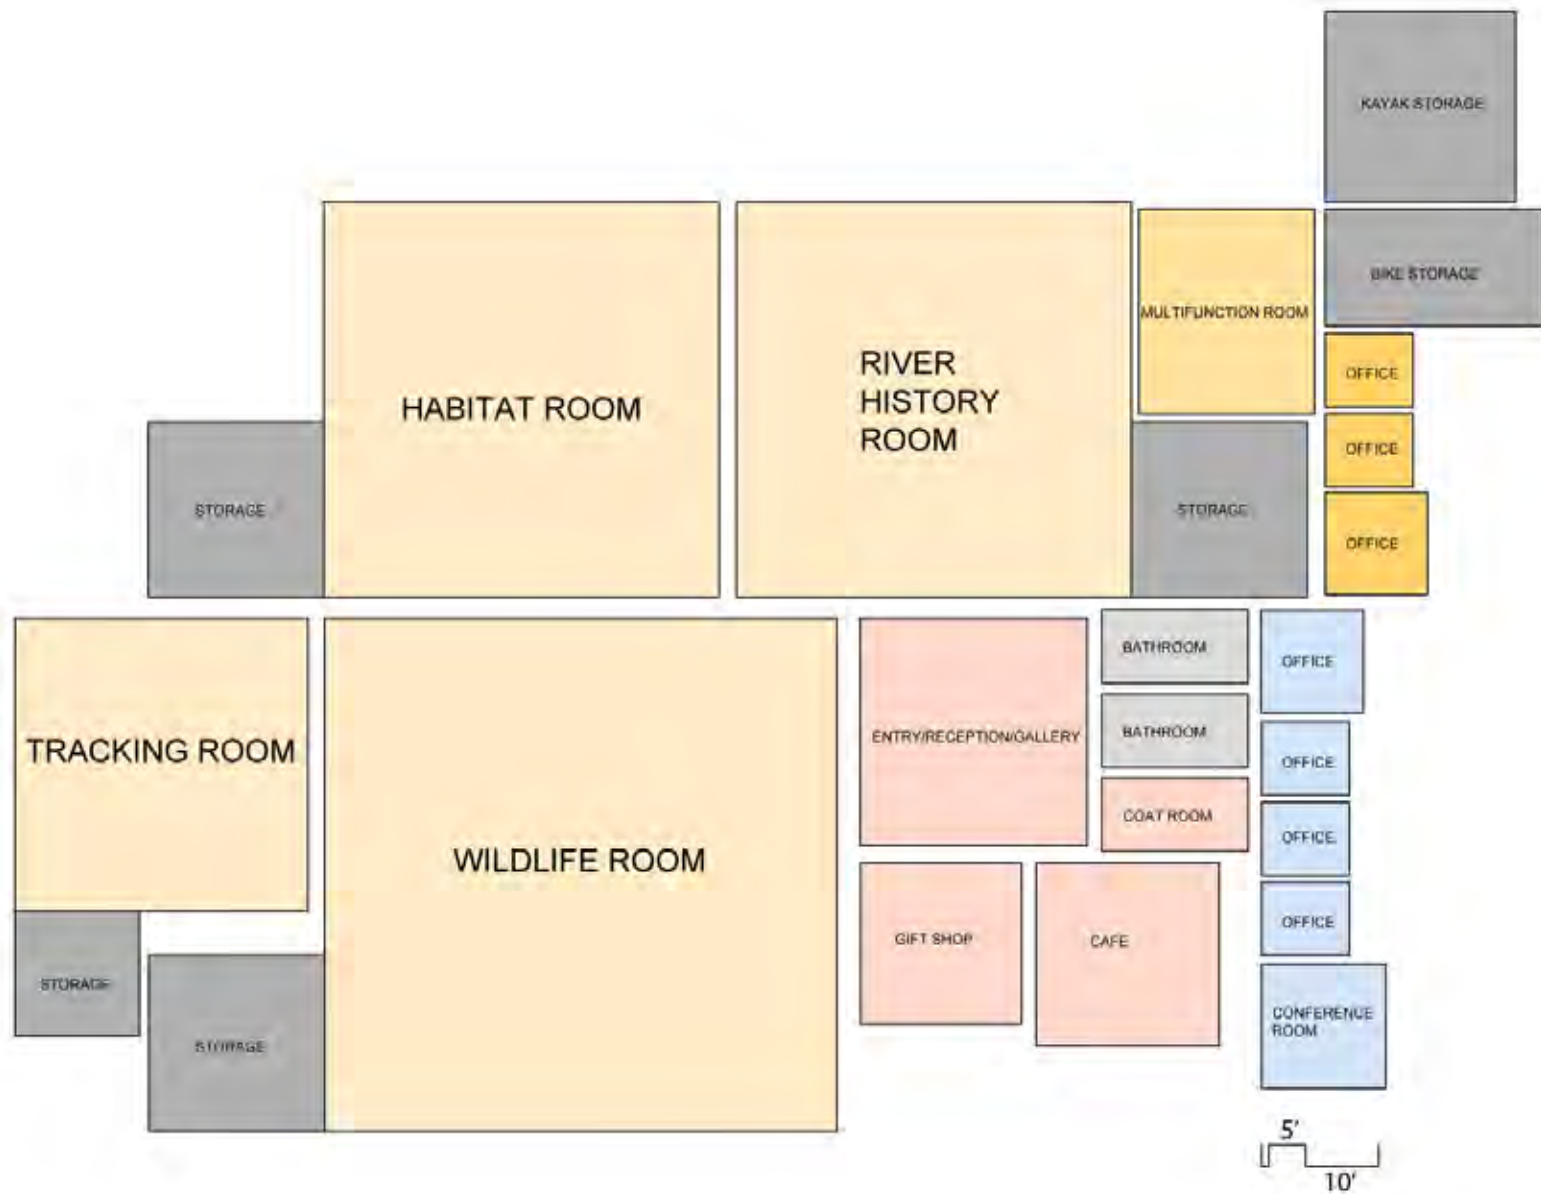 KAYAK STORAGE
BIKE STORAGE
MULTIFUNCTION ROOM
OFFICE
HABITAT ROOM
RIVER
HISTORY
ROOM
OFFICE
STORAGE
STORAGE
OFFICE
BATHROOM
OFFICE
TRACKING ROOM
ENTRY/RECEPTION/GALLERY
BATHROOM
OFFICE
COAT ROOM
OFFICE
WILDLIFE ROOM
GIFT SHOP
CAFE
OFFICE
STORAGE
STORAGE
CONFERENCE
ROOM
5'
10'